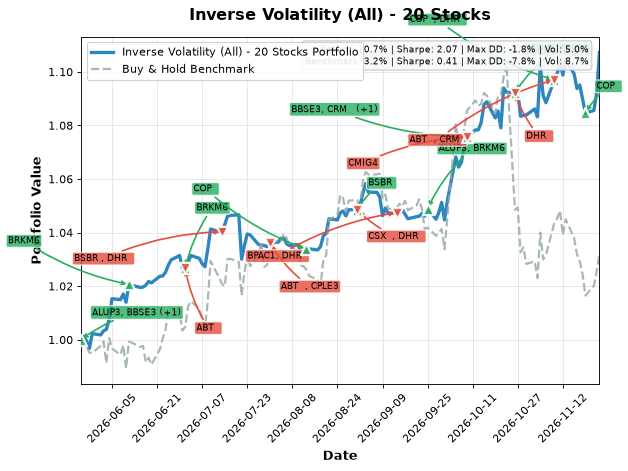 Inverse Volatility (All) - 20 Stocks
COP , DHR
Inverse Volatility (All) - 20 Stocks Portfolio
Buy & Hold Benchmark
0.7% | Sharpe: 2.07 | Max DD: -1.8% | Vol: 5.0%
3.2% | Sharpe: 0.41 | Max DD: -7.8% | Vol: 8.7%
COP
BBSE3, CRM (+1)
ABT , CRM
DHR
ALUP3, BRKM6
CMIG4
BSBR
COP
BRKM6
CSX , DHR
BRKM6
BSBR , DHR
BPAC1, DHR
ABT , CPLE3
ALUP3, BBSE3 (+1)
ABT
1.10
1.08
1.06
1.04
1.02
1.00
Portfolio Value
2026-06-05
2026-06-21
2026-07-07
2026-07-23
2026-08-08
2026-08-24
2026-09-09
2026-09-25
2026-10-11
2026-10-27
2026-11-12
Date